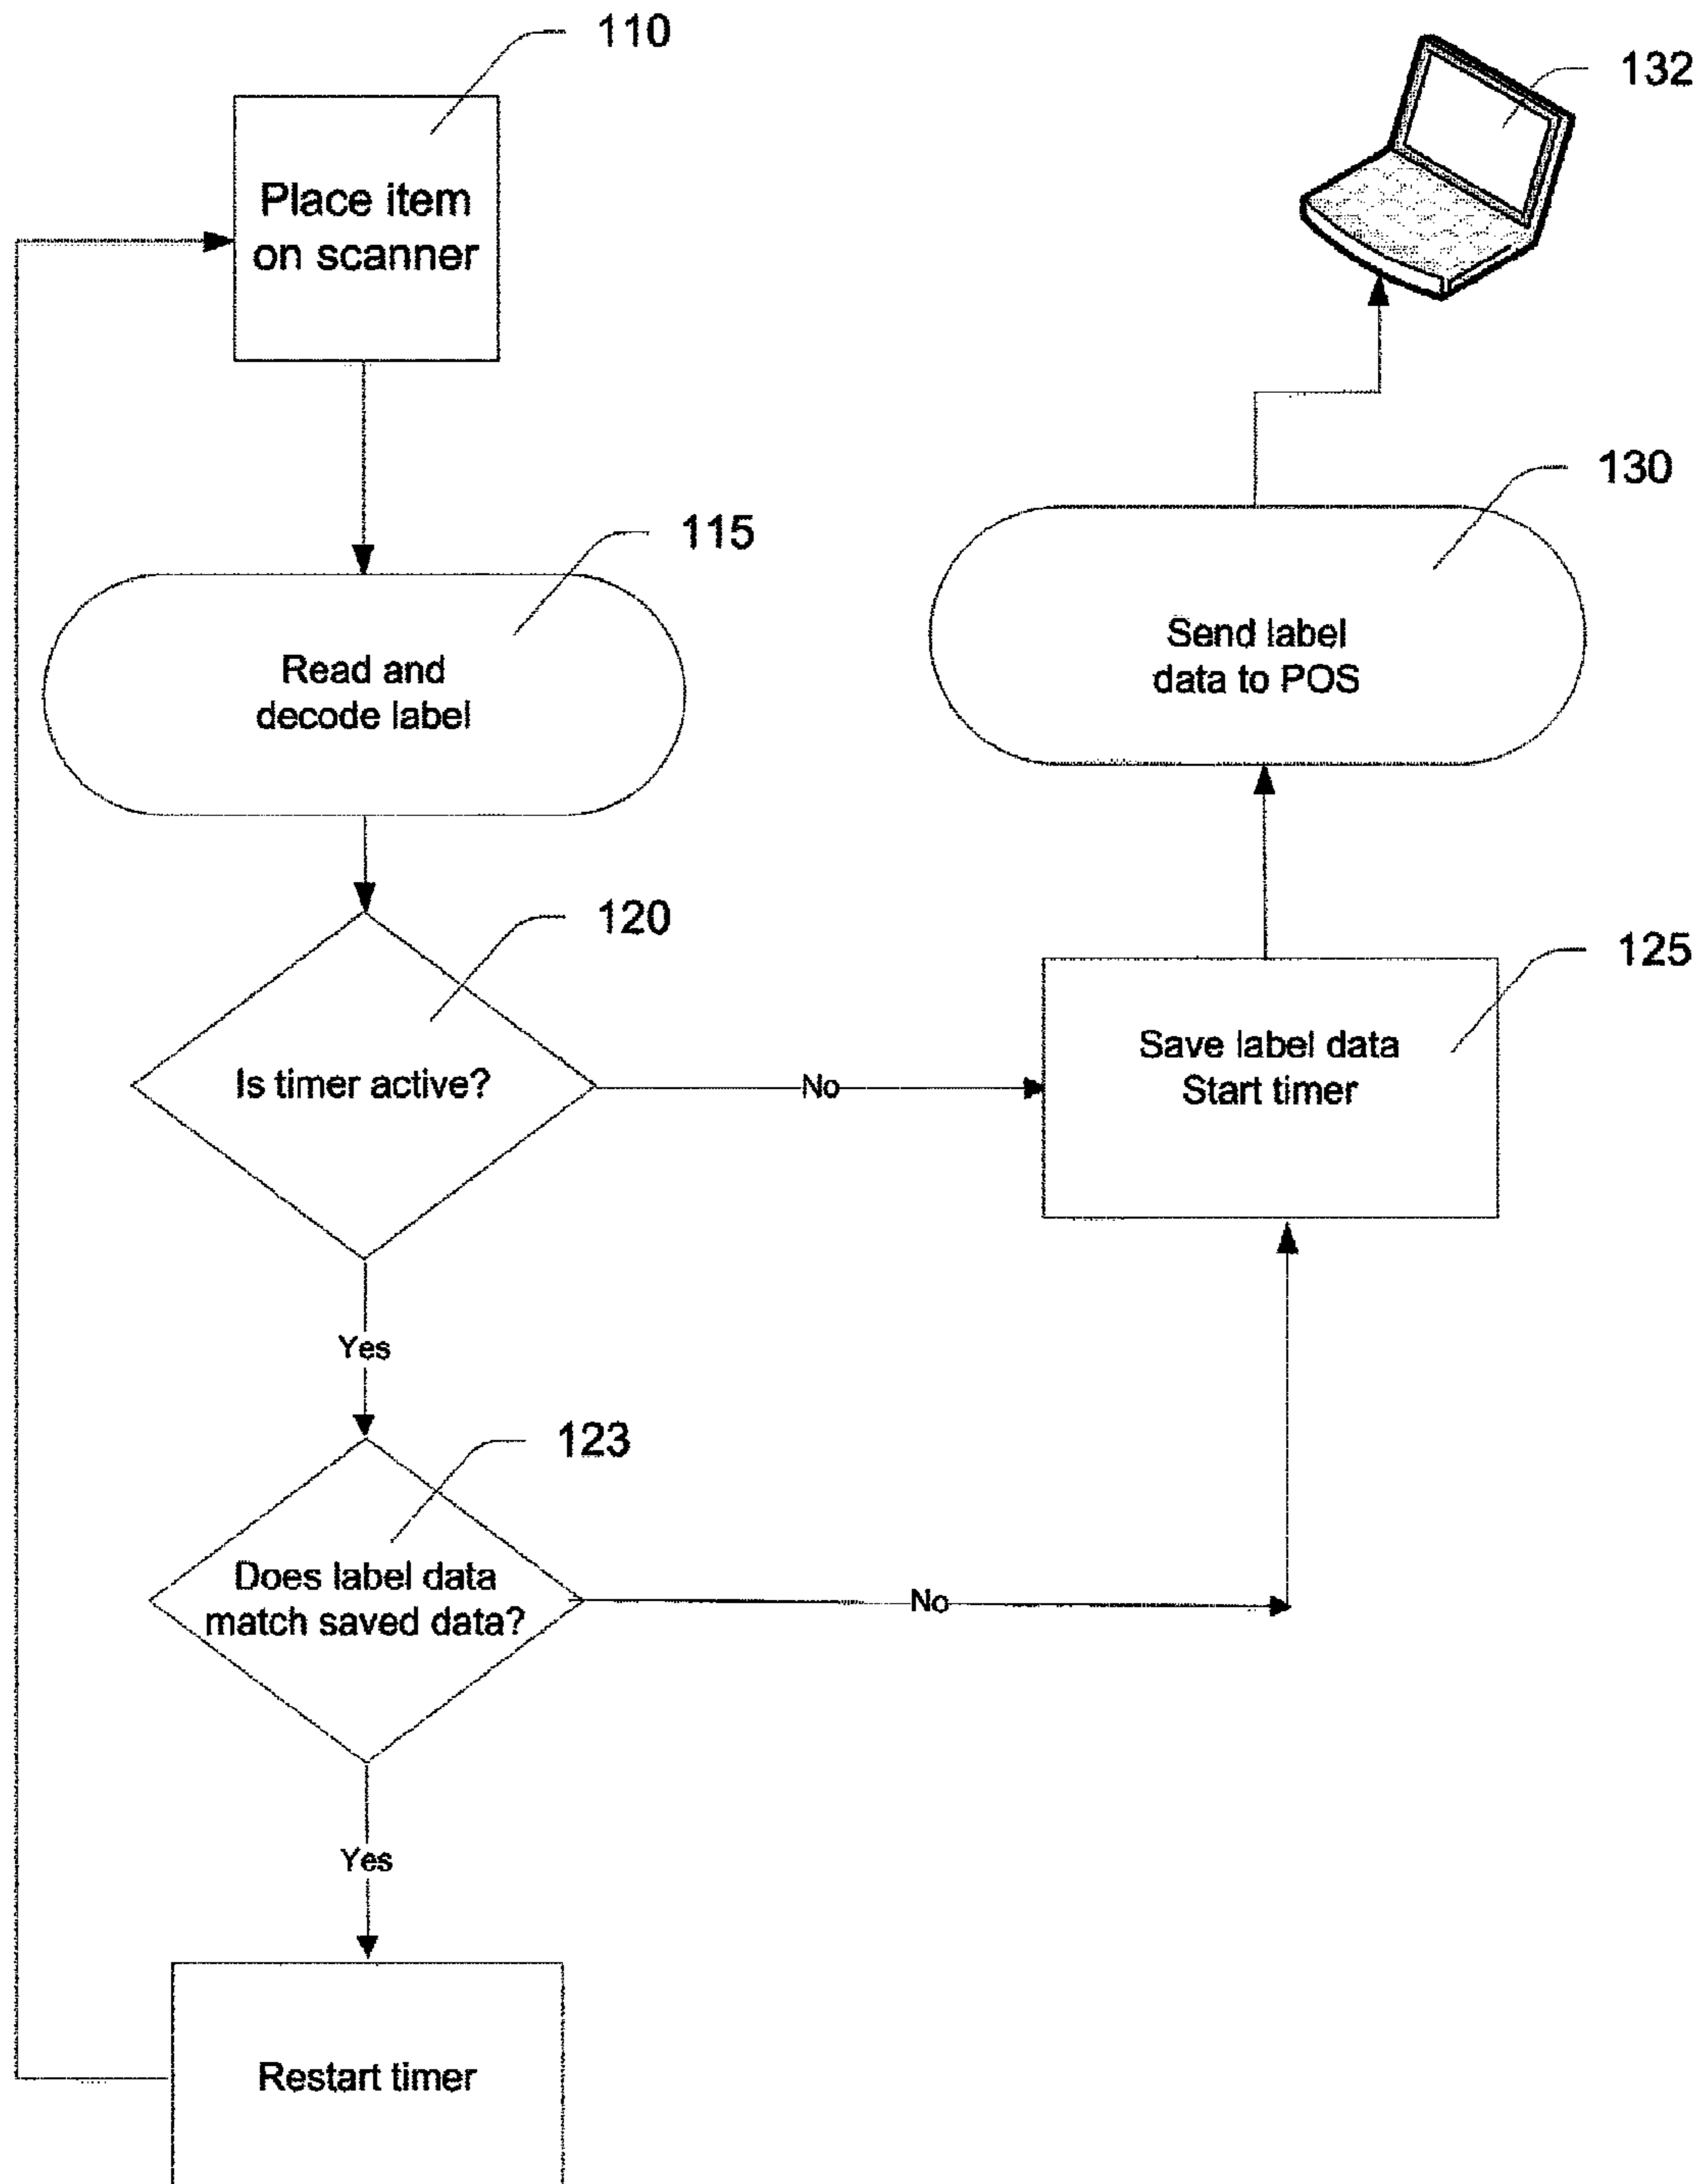 110
Place item
on scanner
132
115
Read and
decode label
130
Send label
data to POS
120
Is timer active?
No
125
Save label data
Start timer
Yes
123
Does label data
match saved data?
No
Yes
Restart timer